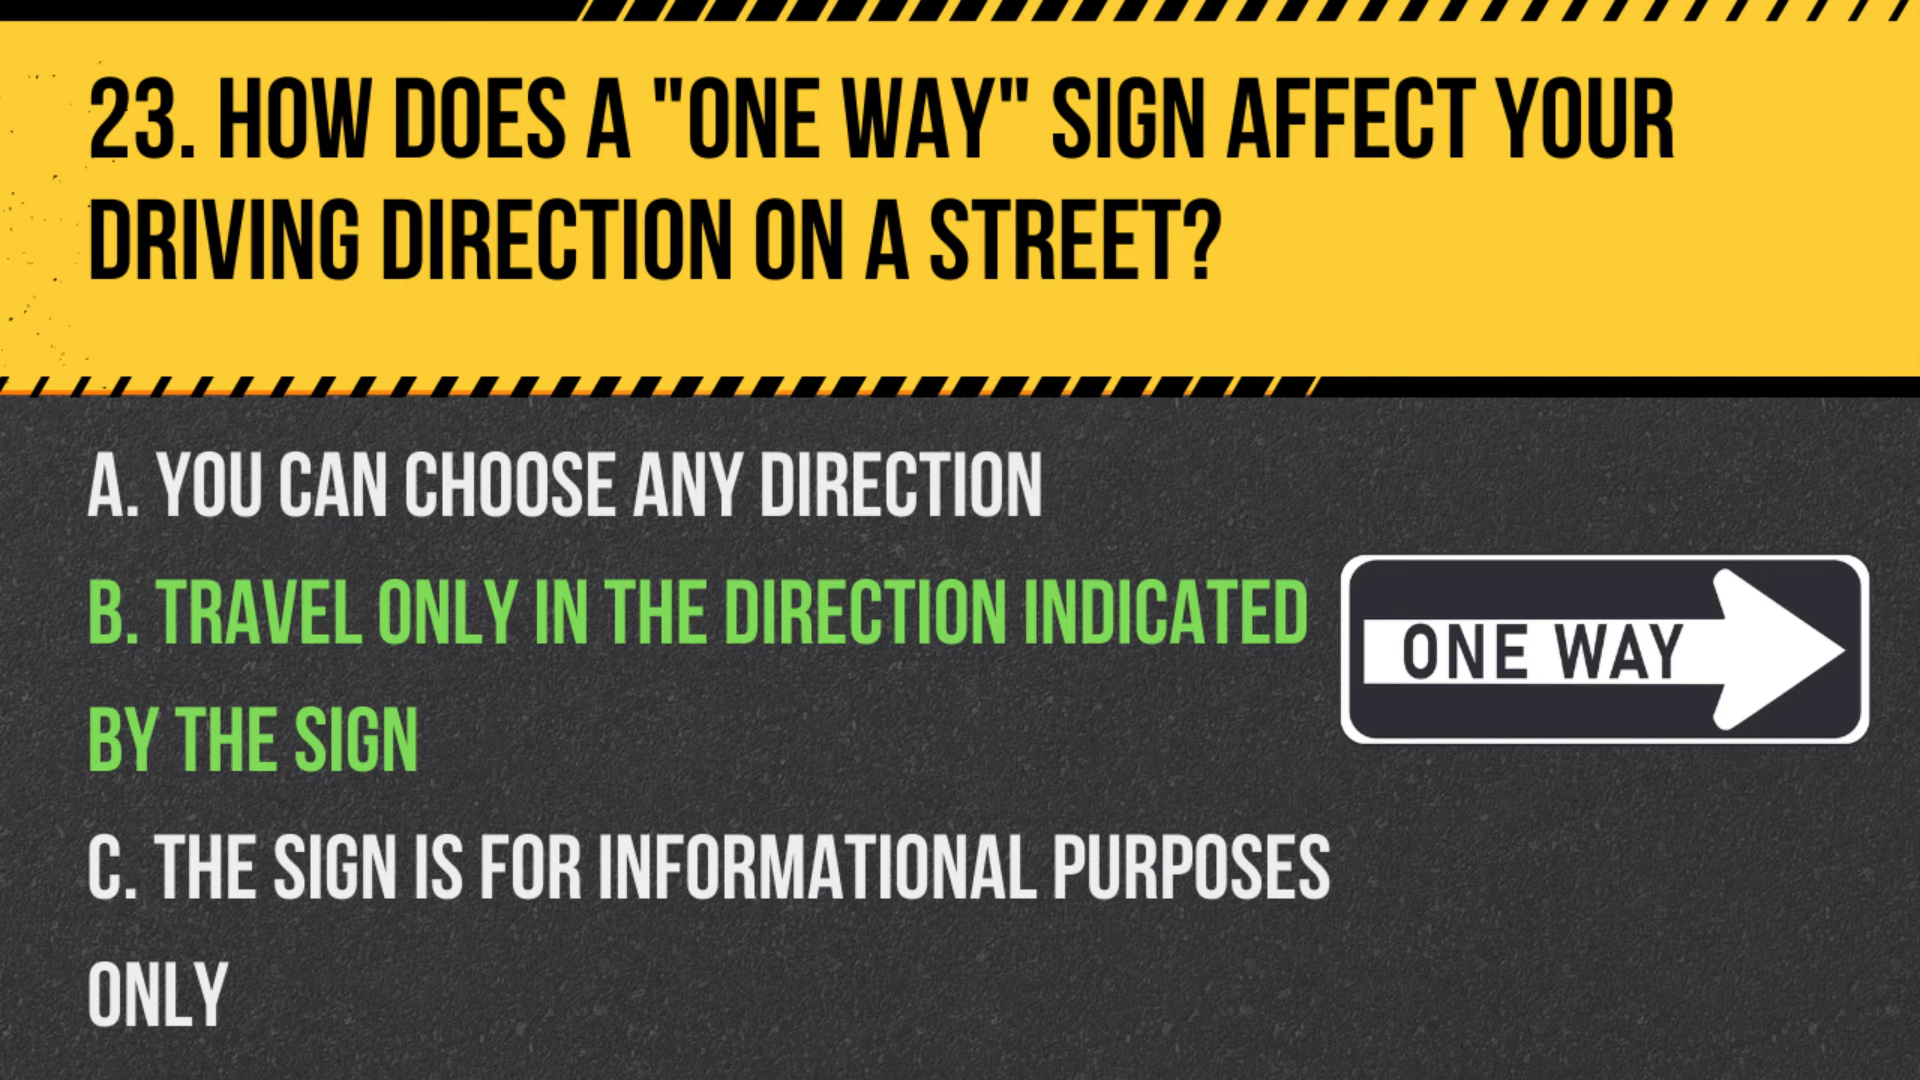 23. HOW DOES A "ONE WAY" SIGN AFFECT YOUR
DRIVING DIRECTION ON A STREET?
A. YOU CAN CHOOSE ANY DIRECTION
B. TRAVEL ONLY IN THE DIRECTION INDICATED
BY THE SIGN
ONE WAY
C. THE SIGN IS FOR INFORMATIONAL PURPOSES
ONLY